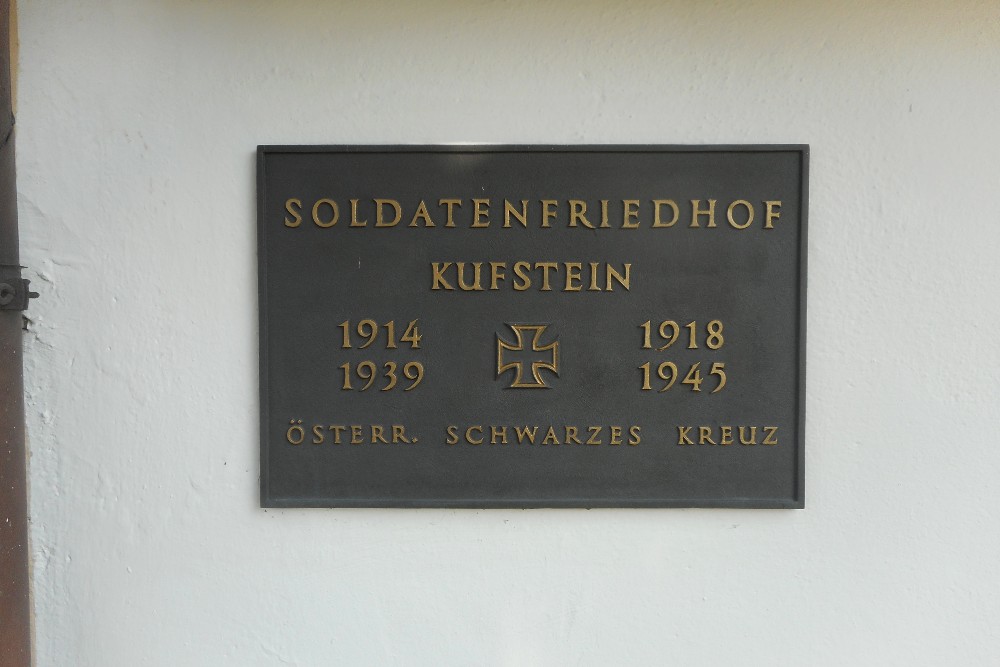 SOLDATENFRIEDHOF
KUFSTEIN
1914 1918
1939 1945
ÖSTERR. SCHWARZES KREUZ